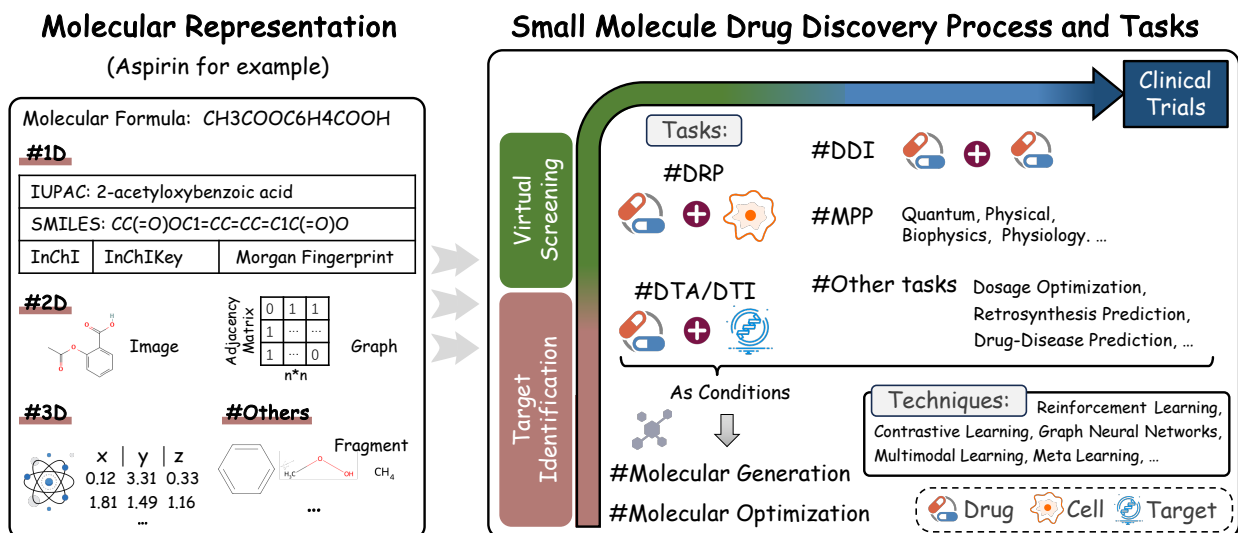 Molecular Representation
(Aspirin for example)
Molecular Formula: CH3COOC6H4COOH
#1D
IUPAC: 2-acetyloxybenzoic acid
SMILES: CC(=O)OC1=CC=CC=C1C(=O)O
InChI InChIKey Morgan Fingerprint
#2D
Image
Adjacency
Matrix
0 1 1
1 ... ...
1 ... 0
n*n
Graph
#3D
x y z
0.12 3.31 0.33
1.81 1.49 1.16
...
#Others
Fragment
H3C O OH
CH4
...
Small Molecule Drug Discovery Process and Tasks
Virtual
Screening
Target
Identification
Clinical
Trials
Tasks:
#DRP
#DTA/DTI
#DDI
#MPP
Quantum, Physical,
Biophysics, Physiology. ...
#Other tasks
Dosage Optimization,
Retrosynthesis Prediction,
Drug-Disease Prediction, ...
As Conditions
#Molecular Generation
#Molecular Optimization
Techniques:
Reinforcement Learning,
Contrastive Learning, Graph Neural Networks,
Multimodal Learning, Meta Learning, ...
Drug Cell Target